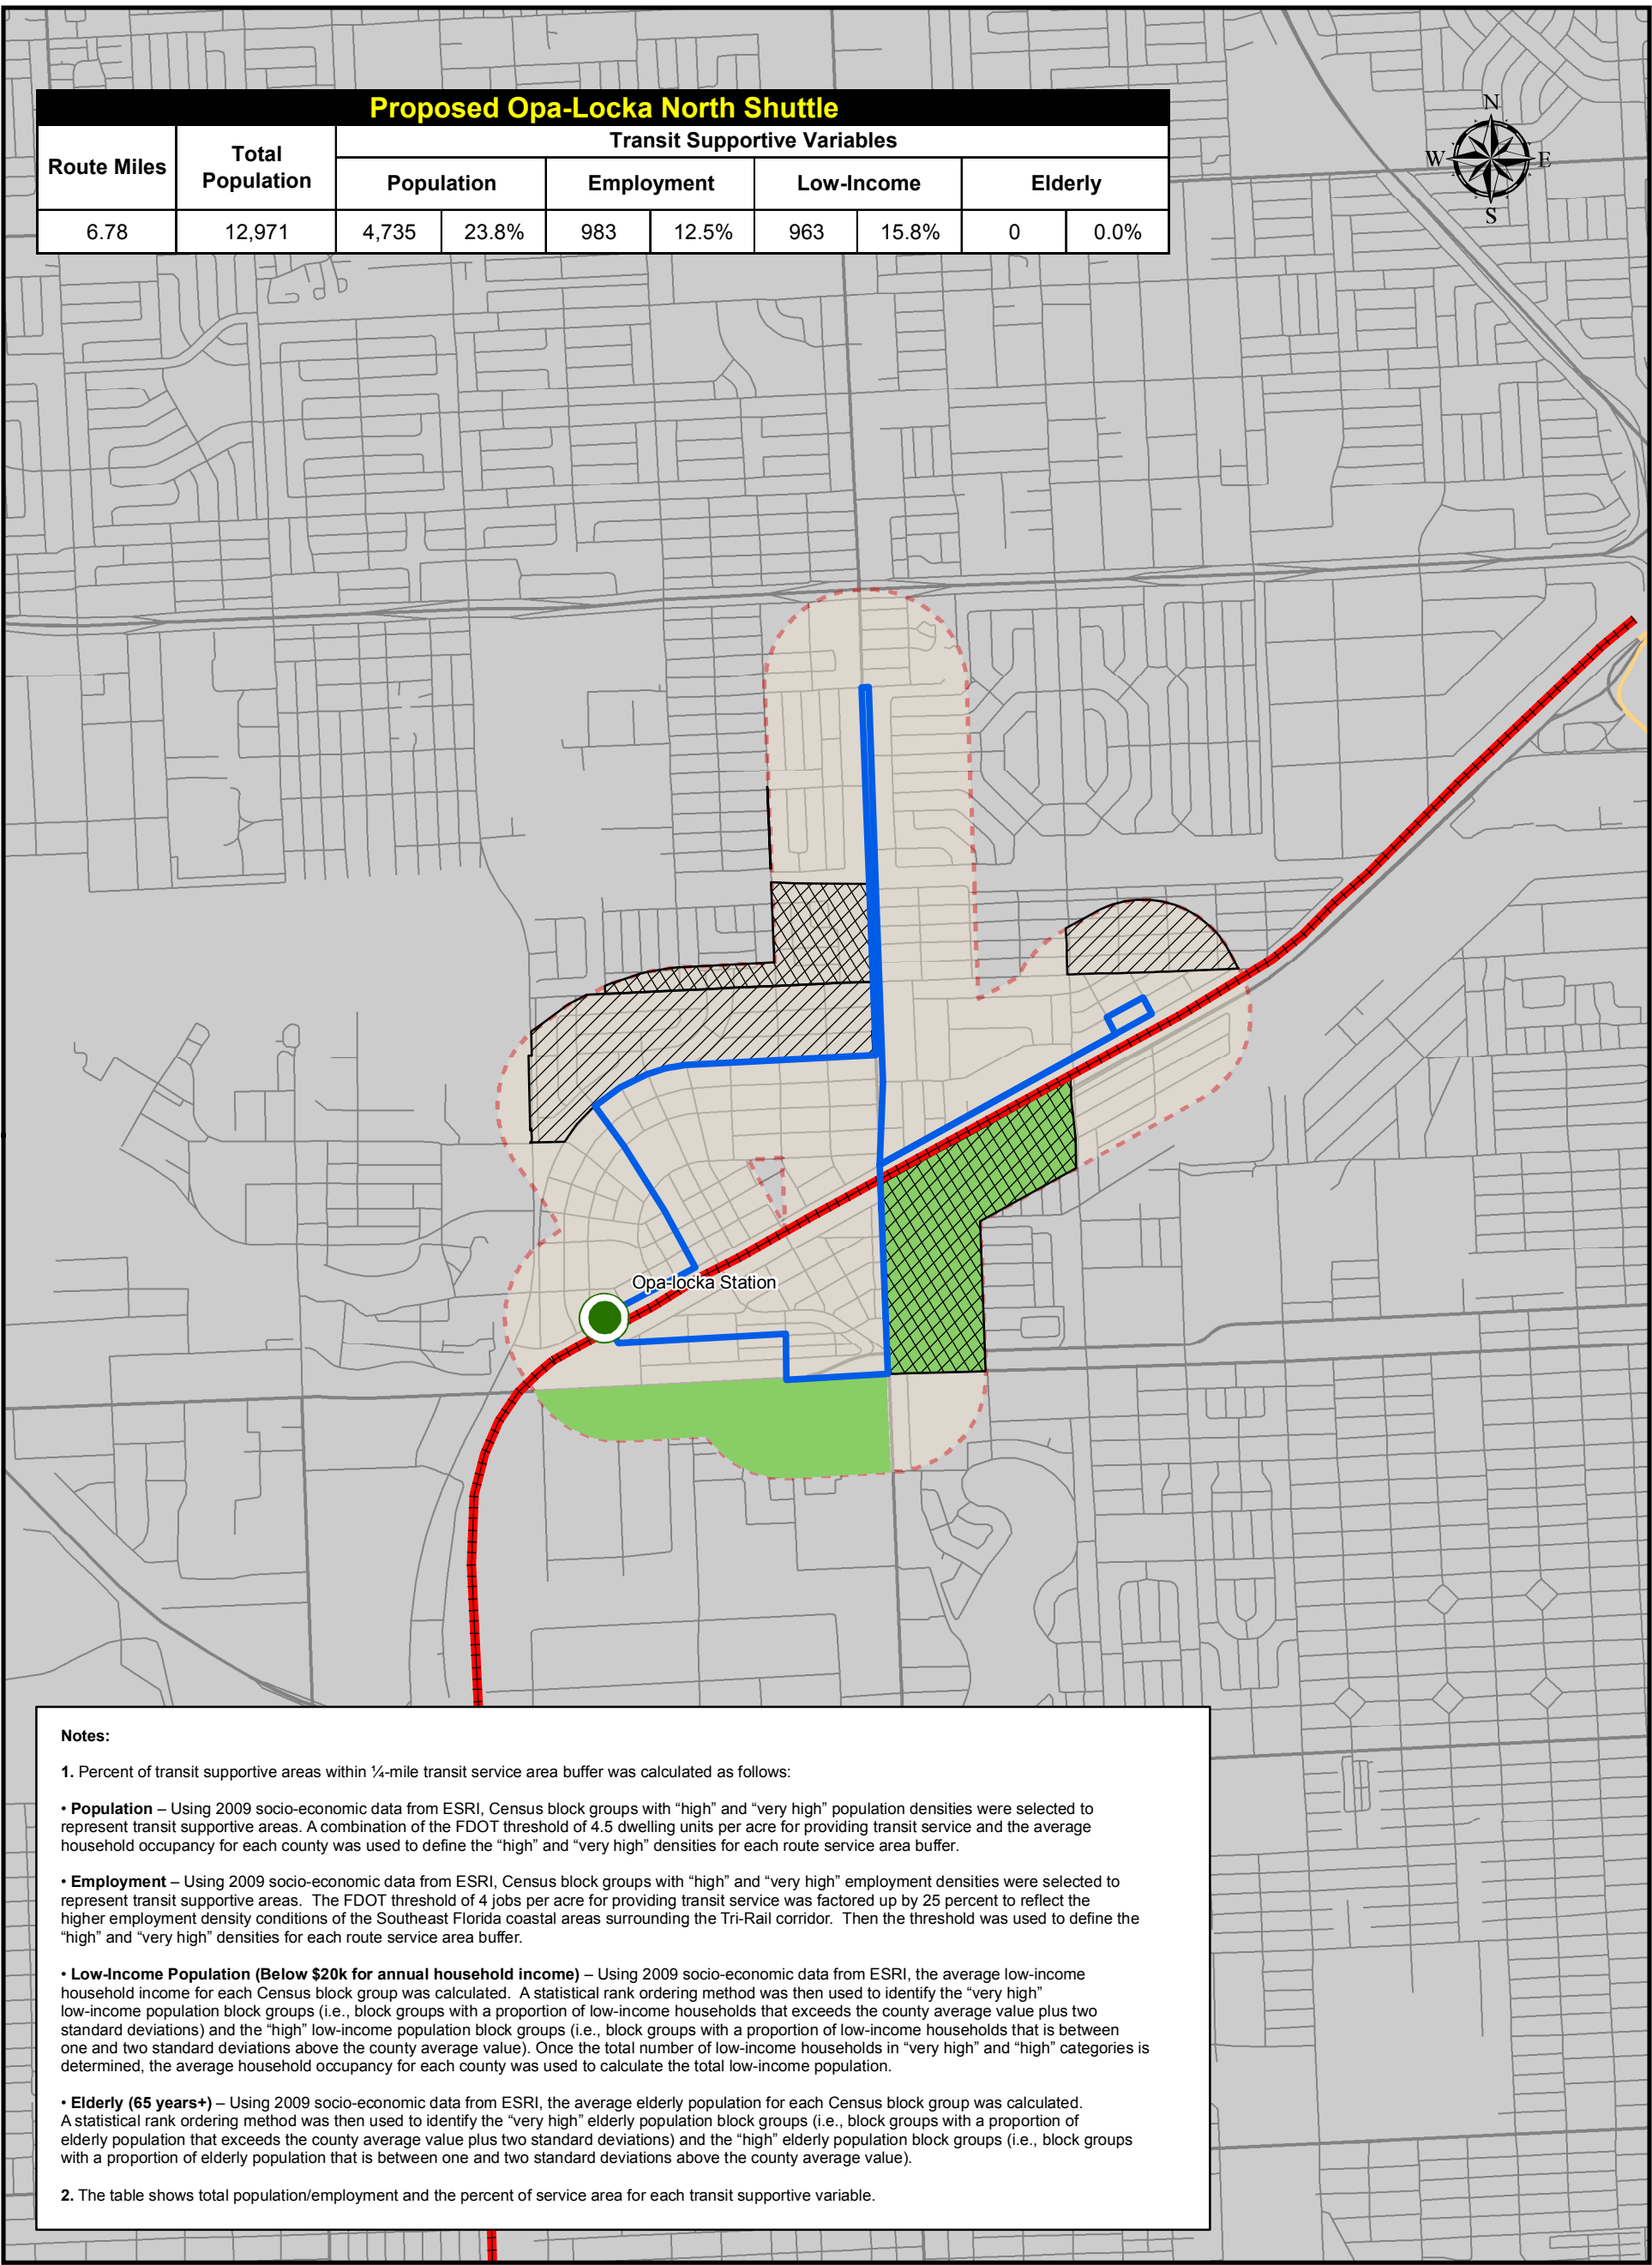 Proposed Opa-Locka North Shuttle
Route Miles
Total
Population
Transit Supportive Variables
Population
Employment
Low-Income
Elderly
6.78
12,971
4,735
23.8%
983
12.5%
963
15.8%
0
0.0%
N
W
E
S
Opa-locka Station
Notes:
1. Percent of transit supportive areas within ¼-mile transit service area buffer was calculated as follows:
• Population – Using 2009 socio-economic data from ESRI, Census block groups with “high” and “very high” population densities were selected to
represent transit supportive areas. A combination of the FDOT threshold of 4.5 dwelling units per acre for providing transit service and the average
household occupancy for each county was used to define the “high” and “very high” densities for each route service area buffer.
• Employment – Using 2009 socio-economic data from ESRI, Census block groups with “high” and “very high” employment densities were selected to
represent transit supportive areas. The FDOT threshold of 4 jobs per acre for providing transit service was factored up by 25 percent to reflect the
higher employment density conditions of the Southeast Florida coastal areas surrounding the Tri-Rail corridor. Then the threshold was used to define the
“high” and “very high” densities for each route service area buffer.
• Low-Income Population (Below $20k for annual household income) – Using 2009 socio-economic data from ESRI, the average low-income
household income for each Census block group was calculated. A statistical rank ordering method was then used to identify the “very high”
low-income population block groups (i.e., block groups with a proportion of low-income households that exceeds the county average value plus two
standard deviations) and the “high” low-income population block groups (i.e., block groups with a proportion of low-income households that is between
one and two standard deviations above the county average value). Once the total number of low-income households in “very high” and “high” categories is
determined, the average household occupancy for each county was used to calculate the total low-income population.
• Elderly (65 years+) – Using 2009 socio-economic data from ESRI, the average elderly population for each Census block group was calculated.
A statistical rank ordering method was then used to identify the “very high” elderly population block groups (i.e., block groups with a proportion of
elderly population that exceeds the county average value plus two standard deviations) and the “high” elderly population block groups (i.e., block groups
with a proportion of elderly population that is between one and two standard deviations above the county average value).
2. The table shows total population/employment and the percent of service area for each transit supportive variable.